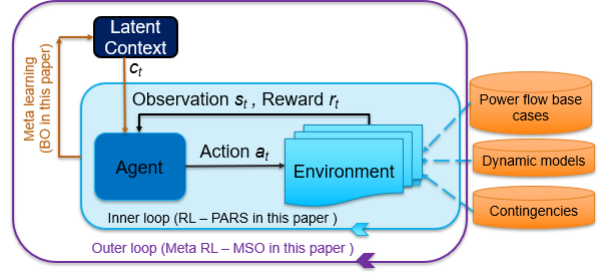 Latent
Context
c_t
Meta learning
(BO in this paper)
Observation s_t , Reward r_t
Agent
Action a_t
Environment
Power flow base
cases
Dynamic models
Contingencies
Inner loop (RL – PARS in this paper )
Outer loop (Meta RL – MSO in this paper )